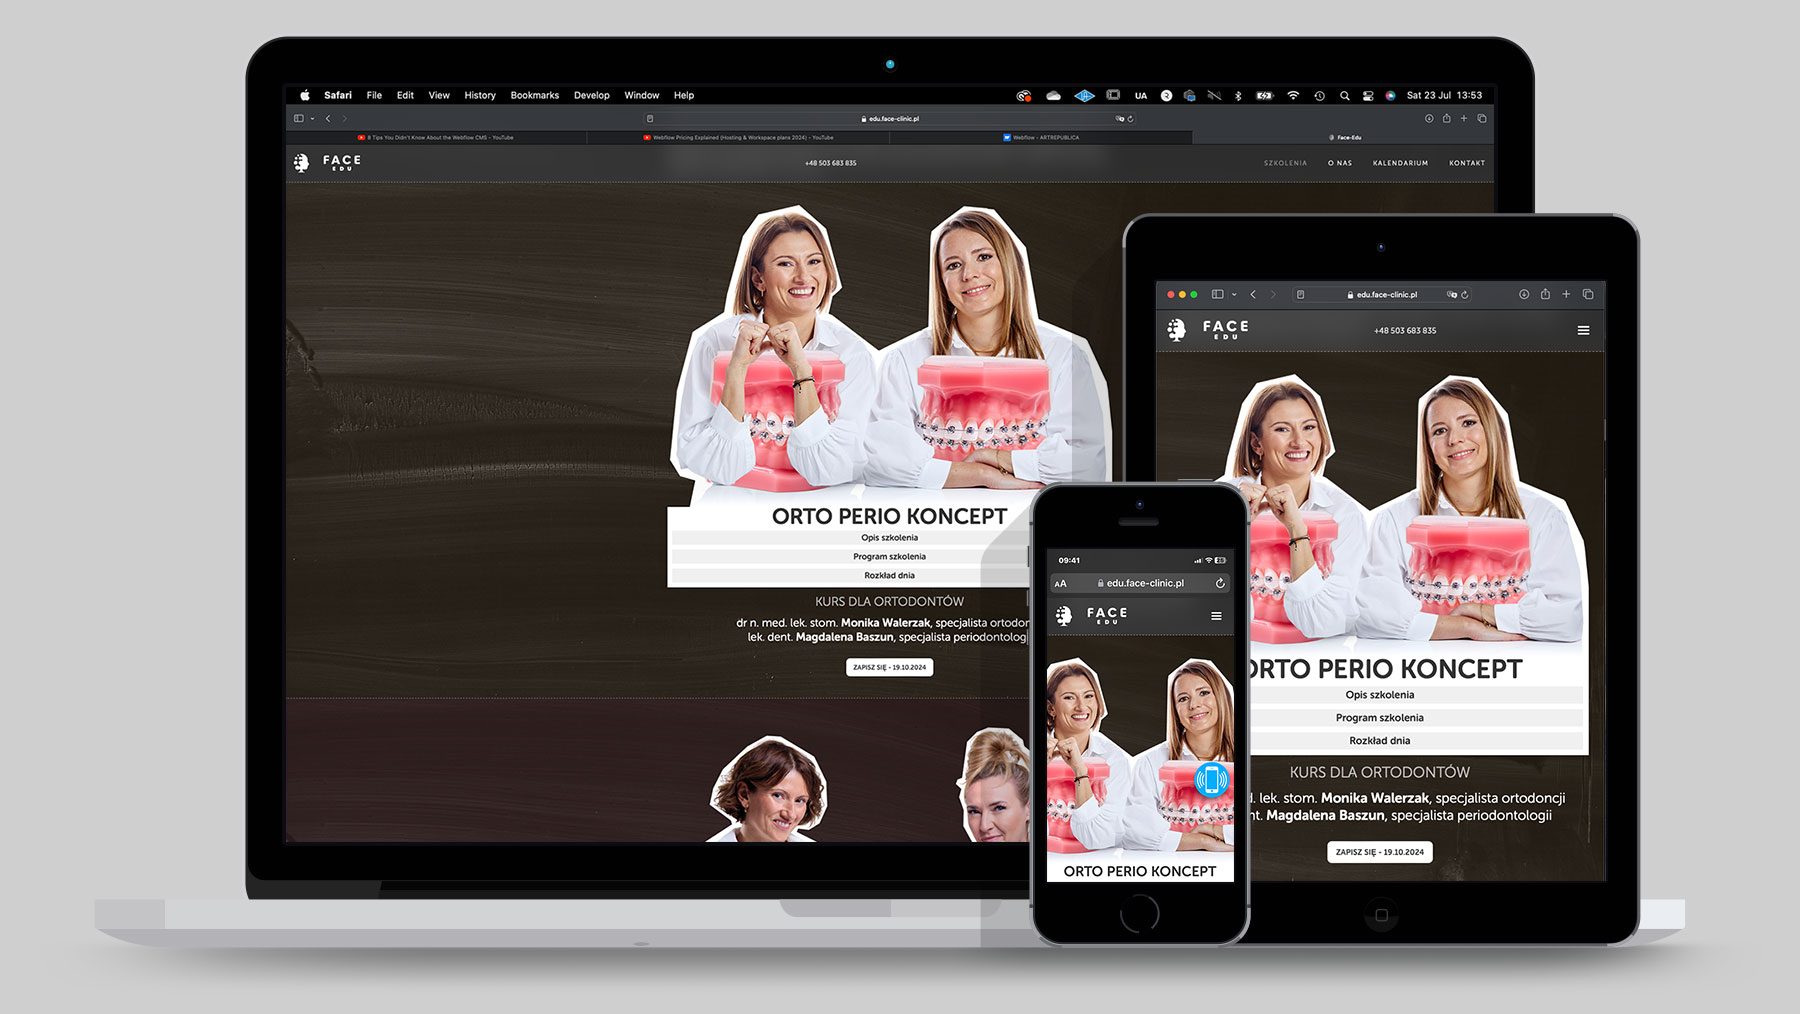 Safari File Edit View History Bookmarks Develop Window Help UA Sat 23 Jul 13:53
edu.face-clinic.pl
8 Tips You Didn't Know About the Webflow CMS - YouTube
Webflow Pricing Explained (Hosting & Workspace plans 2024) - YouTube
Webflow - ARTREPUBLICA
Face-Edu
FACE
EDU
+48 503 683 835
SZKOLENIA O NAS KALENDARIUM KONTAKT
ORTO PERIO KONCEPT
Opis szkolenia
Program szkolenia
Rozkład dnia
KURS DLA ORTODONTÓW
dr n. med. lek. stom. Monika Walerzak, specjalista ortodon
lek. dent. Magdalena Baszun, specjalista periodontolog
ZAPISZ SIĘ - 19.10.2024
edu.face-clinic.pl
FACE
EDU
+48 503 683 835
ORTO PERIO KONCEPT
Opis szkolenia
Program szkolenia
Rozkład dnia
KURS DLA ORTODONTÓW
. lek. stom. Monika Walerzak, specjalista ortodoncji
nt. Magdalena Baszun, specjalista periodontologii
ZAPISZ SIĘ - 19.10.2024
09:41
AA edu.face-clinic.pl
FACE
EDU
ORTO PERIO KONCEPT